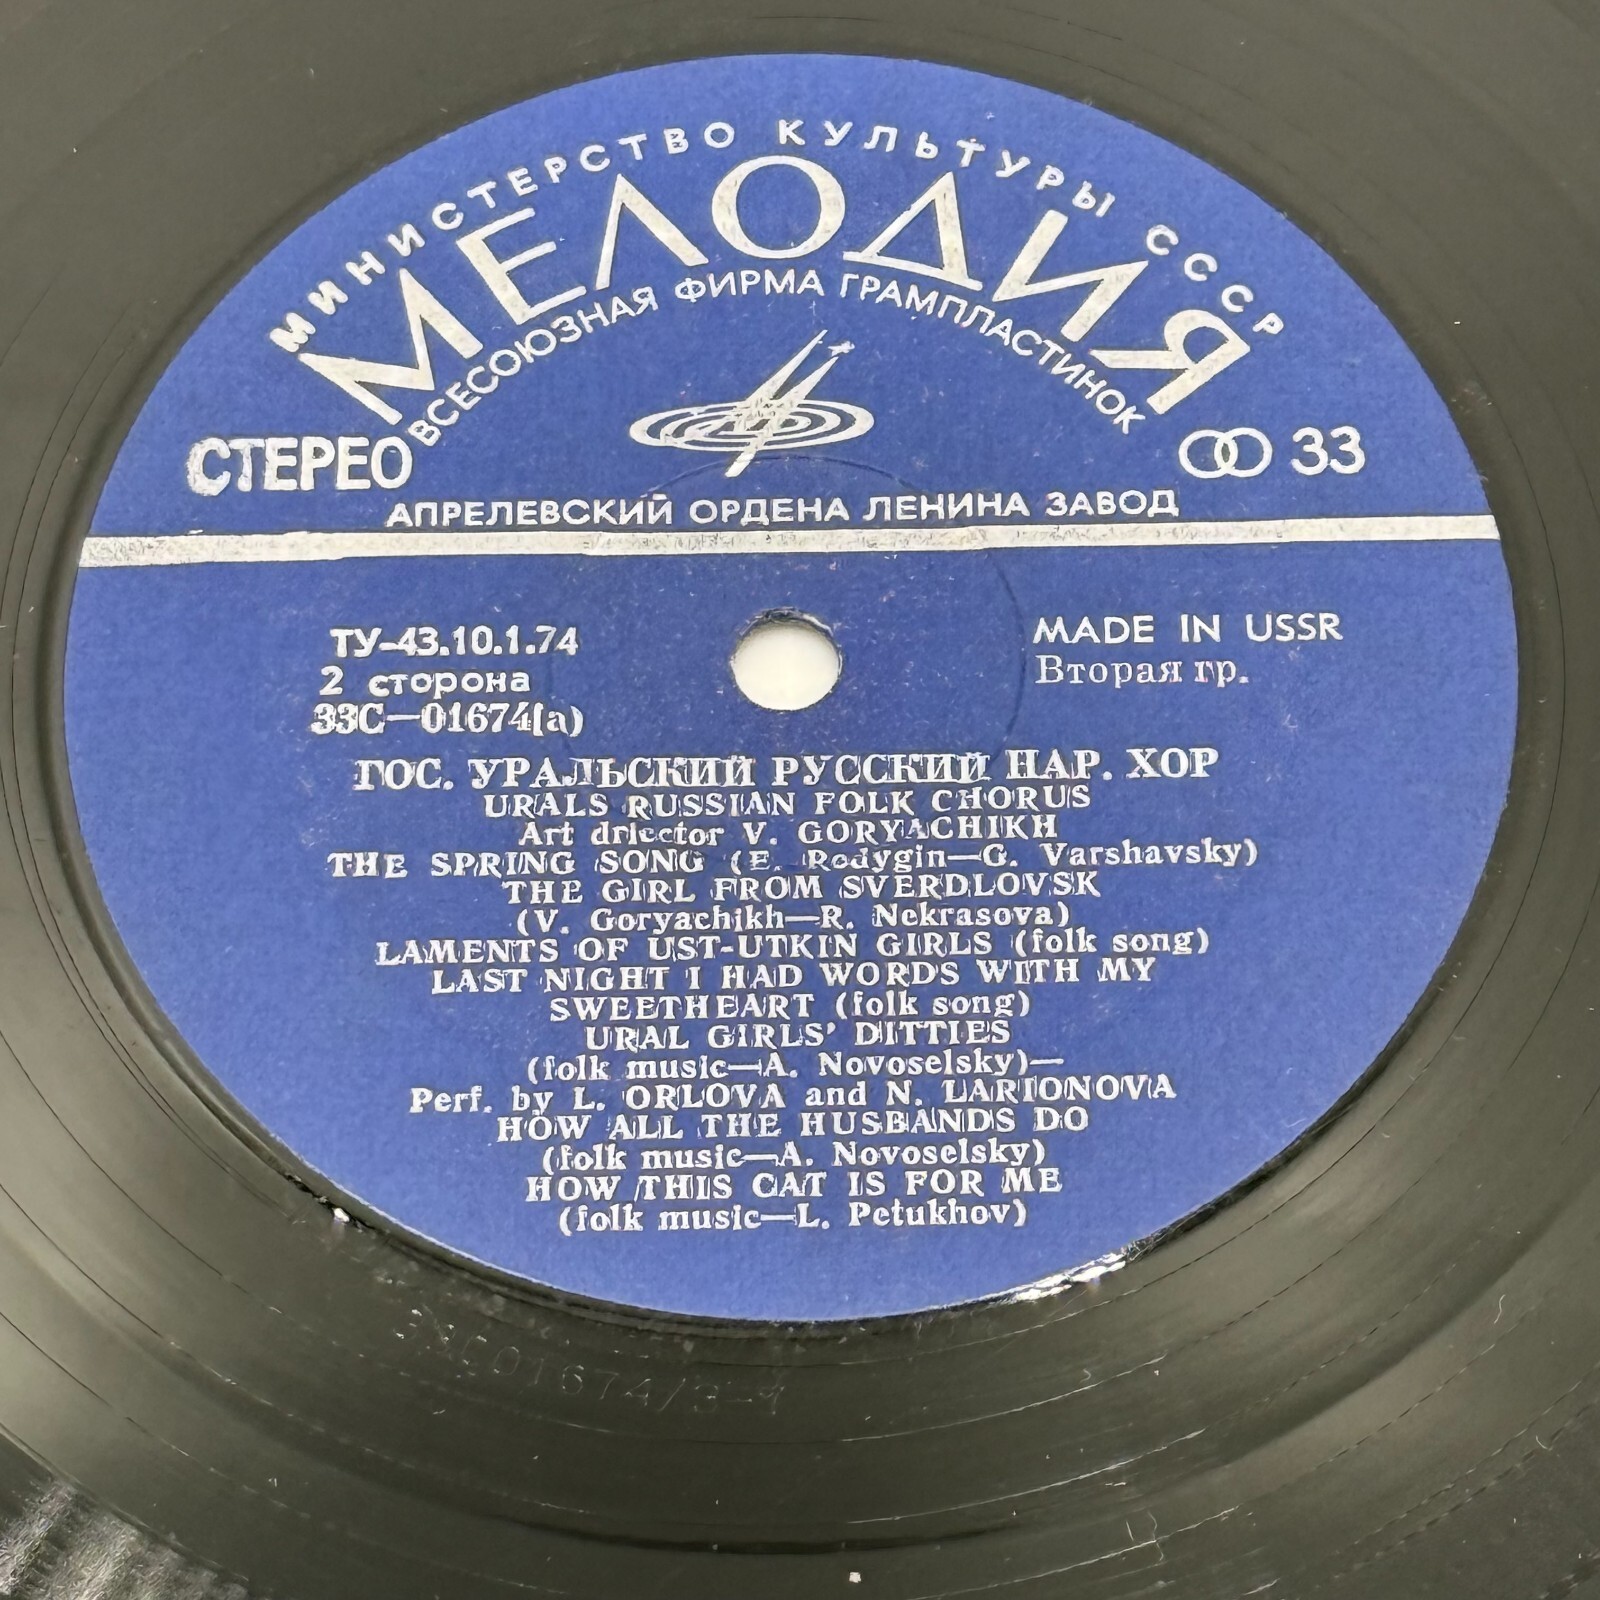 МИНИСТЕРСТВО КУЛЬТУРЫ СССР
МЕЛОДИЯ
ВСЕСОЮЗНАЯ ФИРМА ГРАМПЛАСТИНОК
СТЕРЕО
33
АПРЕЛЕВСКИЙ ОРДЕНА ЛЕНИНА ЗАВОД
ТУ-43.10.1.74
MADE IN USSR
2 сторона
Вторая гр.
33С—01674(a)
ГОС. УРАЛЬСКИЙ РУССКИЙ НАР. ХОР
URALS RUSSIAN FOLK CHORUS
Art driector V. GORYACHIKH
THE SPRING SONG (E. Rodygin—G. Varshavsky)
THE GIRL FROM SVERDLOVSK
(V. Goryachikh—R. Nekrasova)
LAMENTS OF UST-UTKIN GIRLS (folk song)
LAST NIGHT I HAD WORDS WITH MY
SWEETHEART (folk song)
URAL GIRLS' DITTIES
(folk music—A. Novoselsky)—
Perf. by L. ORLOVA and N. LARIONOVA
HOW ALL THE HUSBANDS DO
(folk music—A. Novoselsky)
HOW THIS CAT IS FOR ME
(folk music—L. Petukhov)
33C01674/3-1